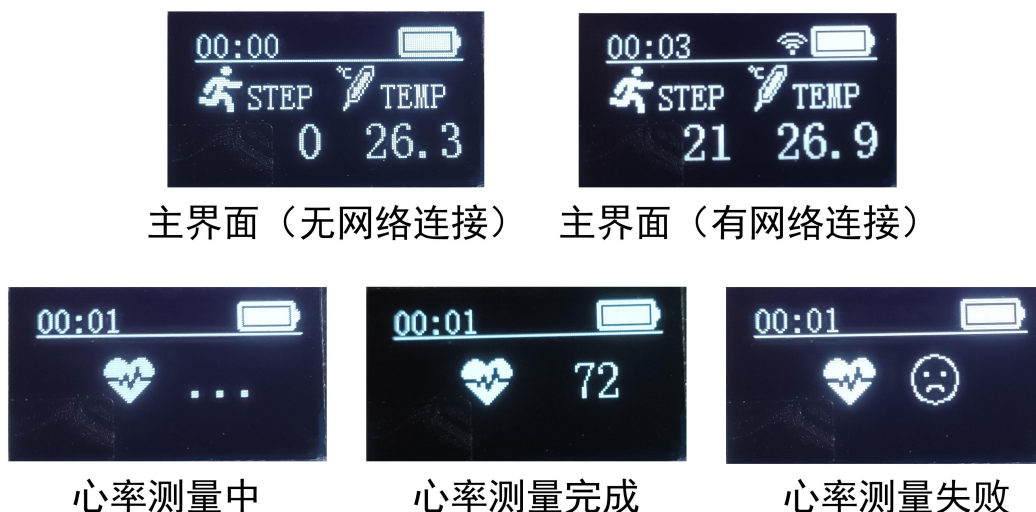 00:00
℃
STEP TEMP
0 26.3
主界面（无网络连接）
00:03
℃
STEP TEMP
21 26.9
主界面（有网络连接）
00:01
...
心率测量中
00:01
72
心率测量完成
00:01
心率测量失败